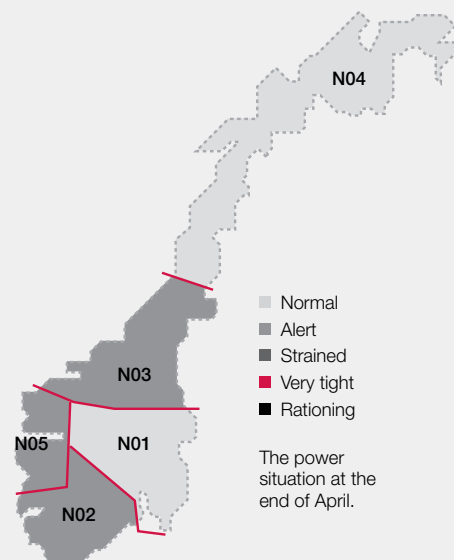 N04
Normal
Alert
Strained
N03
Very tight
Rationing
N05
N01
The power
situation at the
end of April.
N02